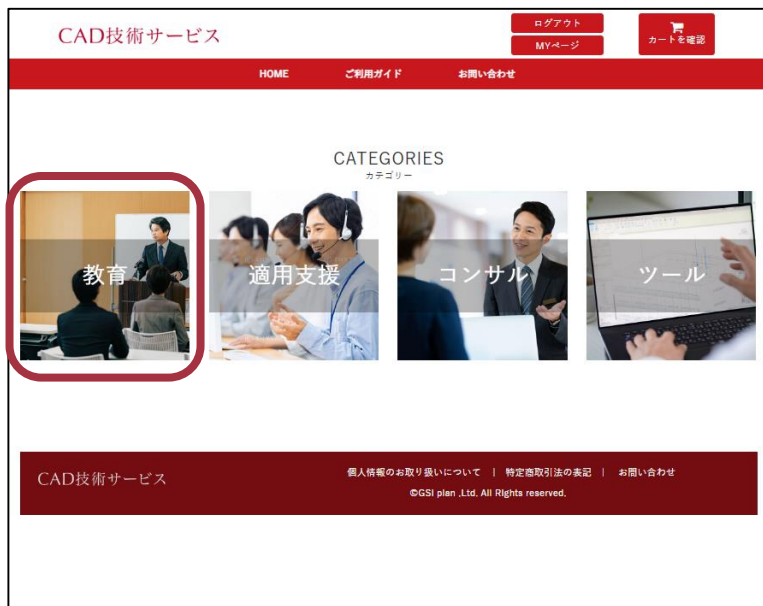 CAD技術サービス
ログアウト
MYページ
カートを確認
HOME ご利用ガイド お問い合わせ
CATEGORIES
カテゴリー
教育 適用支援 コンサル ツール
CAD技術サービス
個人情報のお取り扱いについて | 特定商取引法の表記 | お問い合わせ
©GSI plan ,Ltd, All Rights reserved,